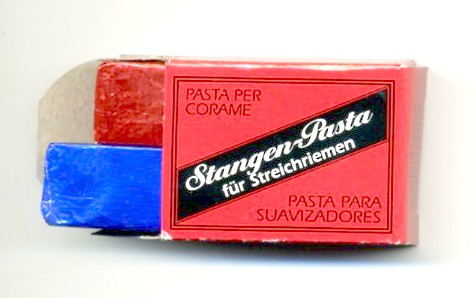 PASTA PER
CORAME
Stangen-Pasta
für Streichriemen
PASTA PARA
SUAVIZADORES